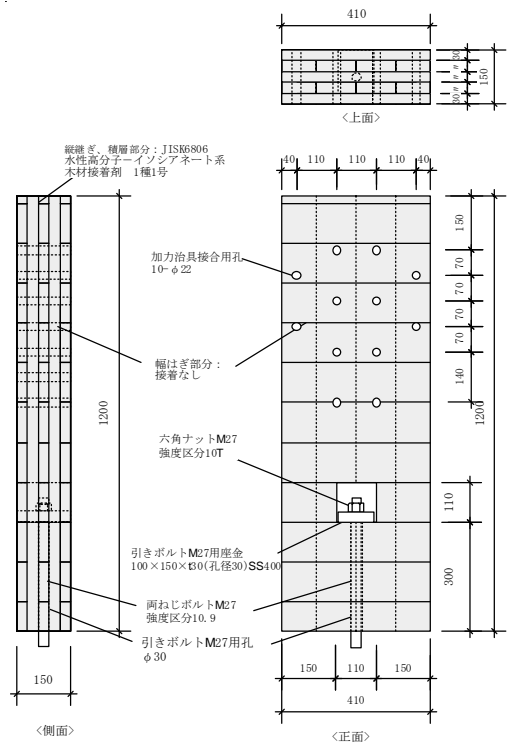 410
30
〃
〃
〃
30
150
<上面>
縦継ぎ、積層部分：JISK6806
水性高分子－イソシアネート系
木材接着剤　1種1号
40 110 110 110 40
加力治具接合用孔
10-φ22
150
70
70
70
70
140
110
300
1200
幅はぎ部分：
接着なし
1200
六角ナットM27
強度区分10T
引きボルトM27用座金
100×150×t30(孔径30)SS400
両ねじボルトM27
強度区分10.9
引きボルトM27用孔
φ30
150
<側面>
150 110 150
410
<正面>